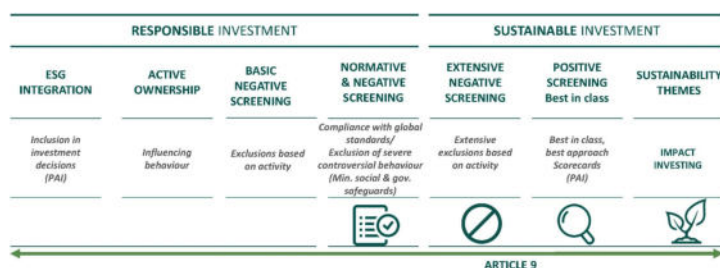 RESPONSIBLE INVESTMENT
SUSTAINABLE INVESTMENT
ESG
INTEGRATION
ACTIVE
OWNERSHIP
BASIC
NEGATIVE
SCREENING
NORMATIVE
& NEGATIVE
SCREENING
EXTENSIVE
NEGATIVE
SCREENING
POSITIVE
SCREENING
Best in class
SUSTAINABILITY
THEMES
Inclusion in
investment
decisions
(PAI)
Influencing
behaviour
Exclusions based
on activity
Compliance with global
standards/
Exclusion of severe
controversial behaviour
(Min. social & gov.
safeguards)
Extensive
exclusions based
on activity
Best in class,
best approach
Scorecards
(PAI)
IMPACT
INVESTING
ARTICLE 9